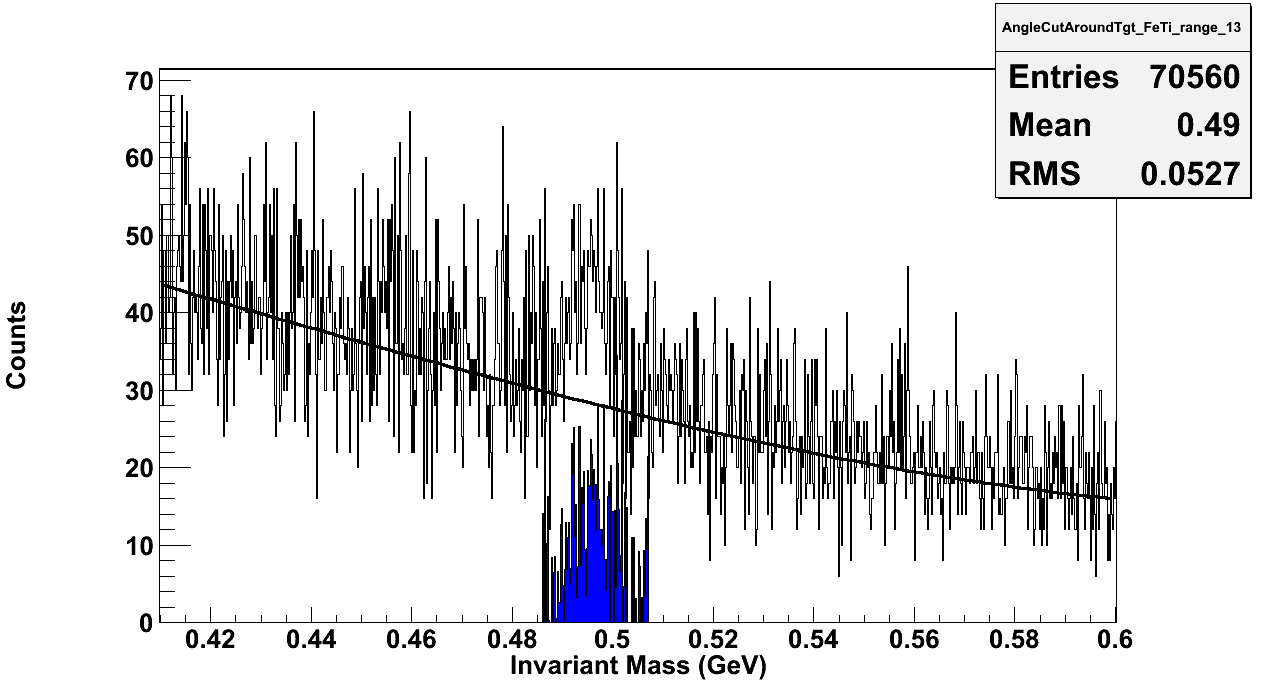 AngleCutAroundTgt_FeTi_range_13
Entries 70560
Mean 0.49
RMS 0.0527
70
60
50
40
30
20
10
0
Counts
0.42 0.44 0.46 0.48 0.5 0.52 0.54 0.56 0.58 0.6
Invariant Mass (GeV)